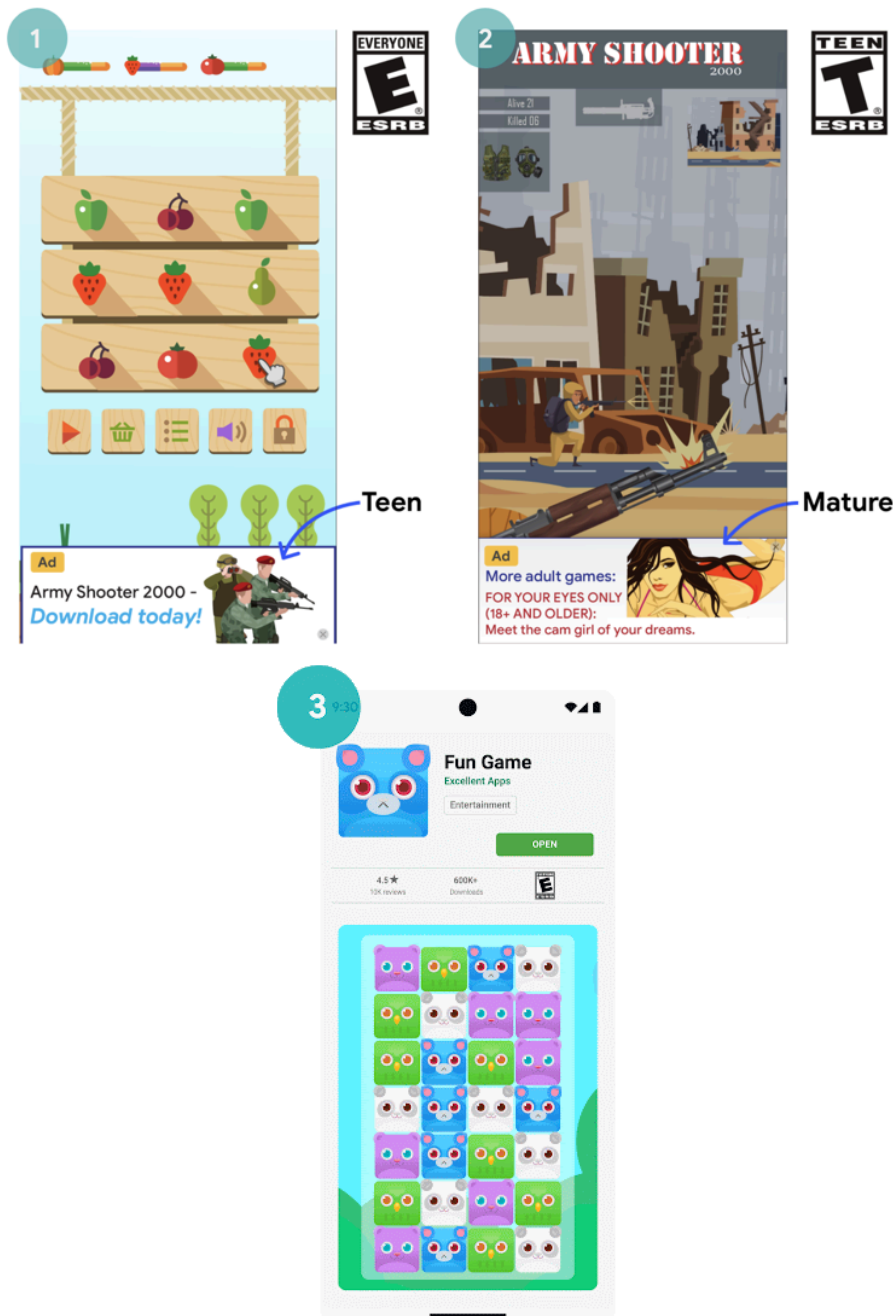 1
EVERYONE
E
ESRB
Teen
Ad
Army Shooter 2000 -
Download today!
2
ARMY SHOOTER
2000
Alive 21
Killed 06
TEEN
T
ESRB
Mature
Ad
More adult games:
FOR YOUR EYES ONLY
(18+ AND OLDER):
Meet the cam girl of your dreams.
3
9:30
Fun Game
Excellent Apps
Entertainment
OPEN
4.5★
10K reviews
600K+
Downloads
E